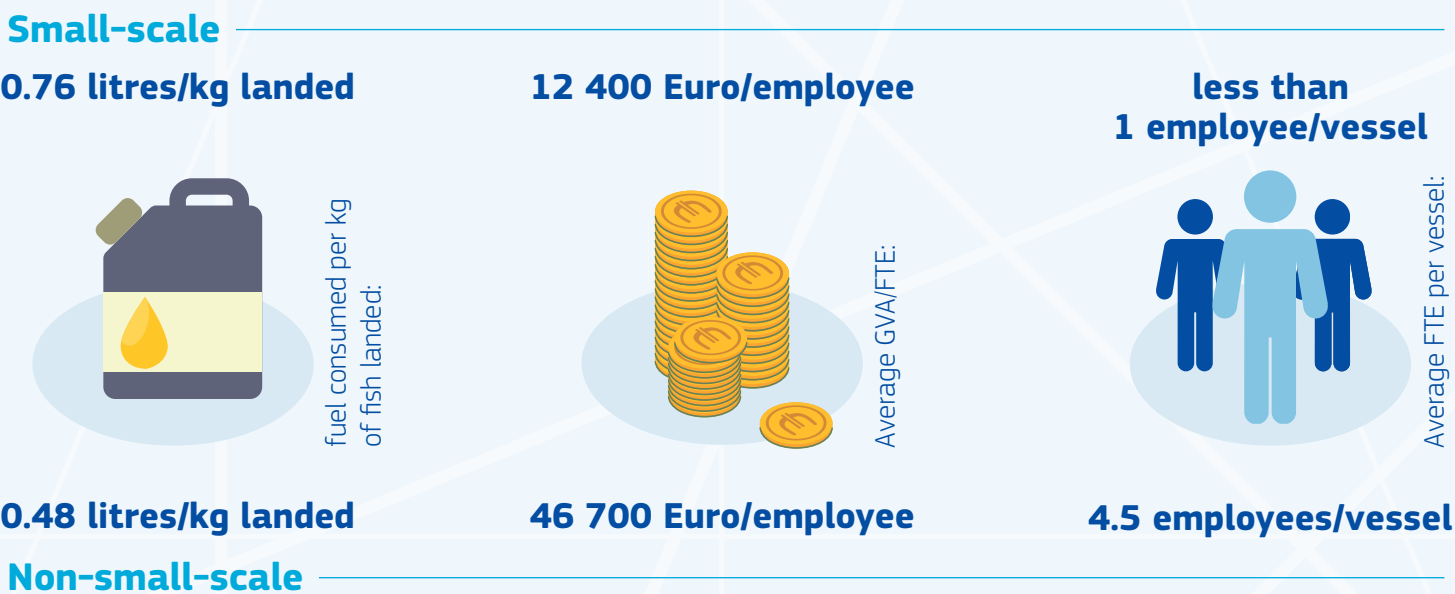 Small-scale
0.76 litres/kg landed
12 400 Euro/employee
less than
1 employee/vessel
fuel consumed per kg
of fish landed:
Average GVA/FTE:
Average FTE per vessel:
0.48 litres/kg landed
46 700 Euro/employee
4.5 employees/vessel
Non-small-scale